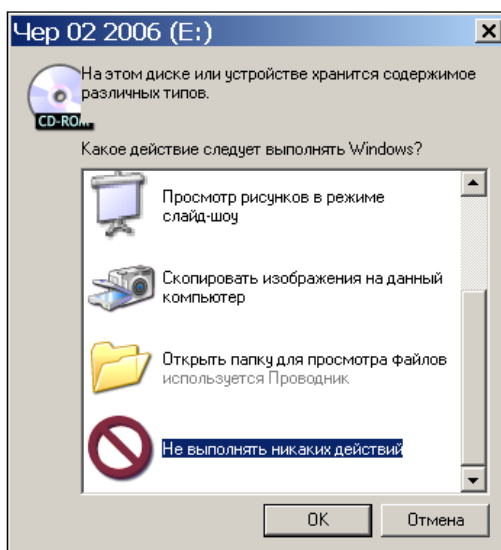 Чер 02 2006 (E:)
На этом диске или устройстве хранится содержимое
различных типов.
CD-ROM
Какое действие следует выполнять Windows?
Просмотр рисунков в режиме
слайд-шоу
Скопировать изображения на данный
компьютер
Открыть папку для просмотра файлов
используется Проводник
Не выполнять никаких действий
OK
Отмена